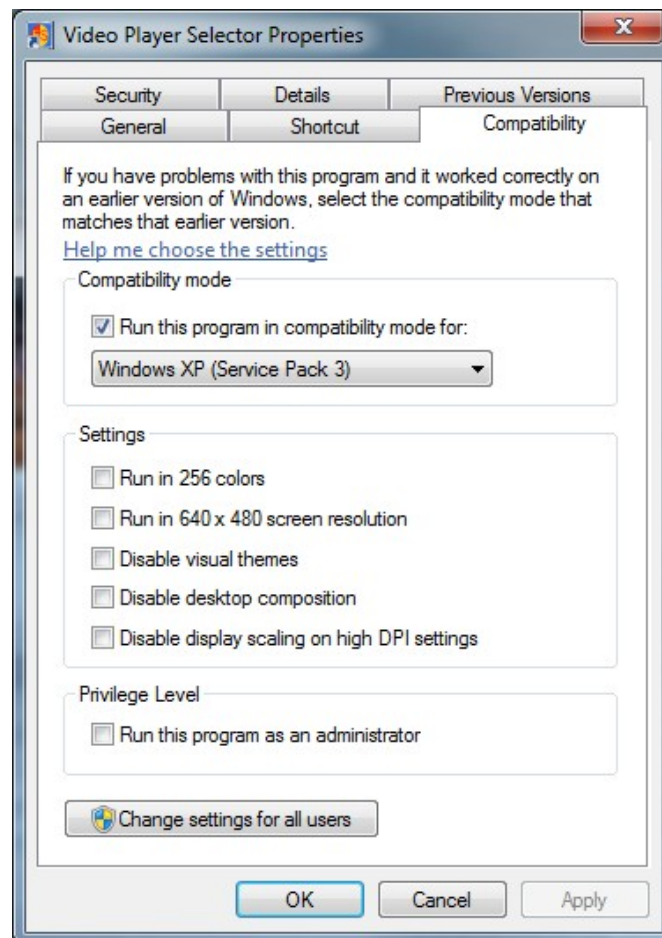 Video Player Selector Properties
X
Security Details Previous Versions
General Shortcut Compatibility
If you have problems with this program and it worked correctly on
an earlier version of Windows, select the compatibility mode that
matches that earlier version.
Help me choose the settings
Compatibility mode
Run this program in compatibility mode for:
Windows XP (Service Pack 3)
Settings
Run in 256 colors
Run in 640 x 480 screen resolution
Disable visual themes
Disable desktop composition
Disable display scaling on high DPI settings
Privilege Level
Run this program as an administrator
Change settings for all users
OK Cancel Apply